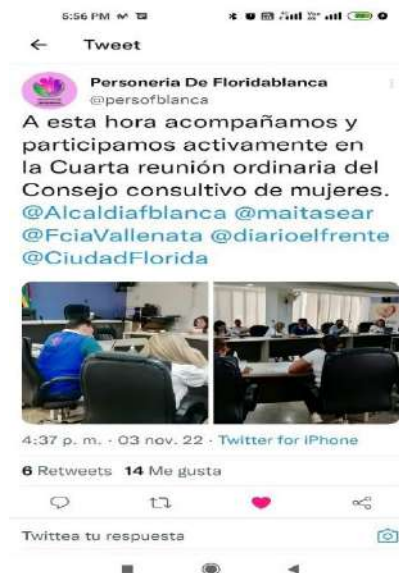 5:56 PM
Tweet
Personeria De Floridablanca
@persofblanca
A esta hora acompañamos y
participamos activamente en
la Cuarta reunión ordinaria del
Consejo consultivo de mujeres.
@Alcaldiafblanca @maitasear
@FciaVallenata @diarioelfrente
@CiudadFlorida
4:37 p. m. · 03 nov. 22 · Twitter for iPhone
6 Retweets 14 Me gusta
Twittea tu respuesta